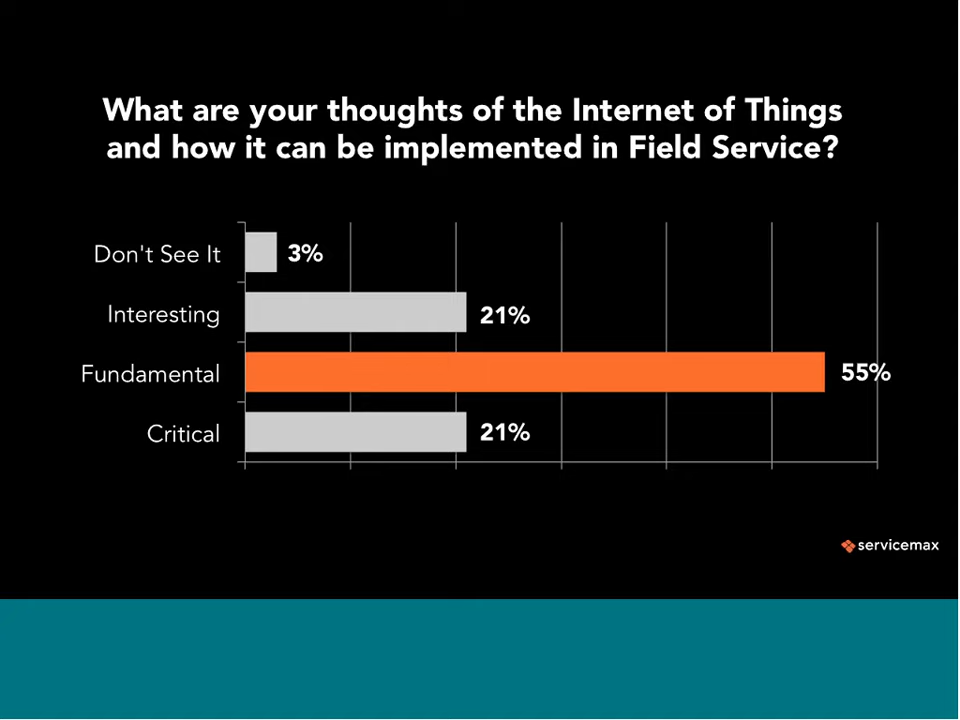 What are your thoughts of the Internet of Things
and how it can be implemented in Field Service?
Don't See It 3%
Interesting 21%
Fundamental 55%
Critical 21%
servicemax